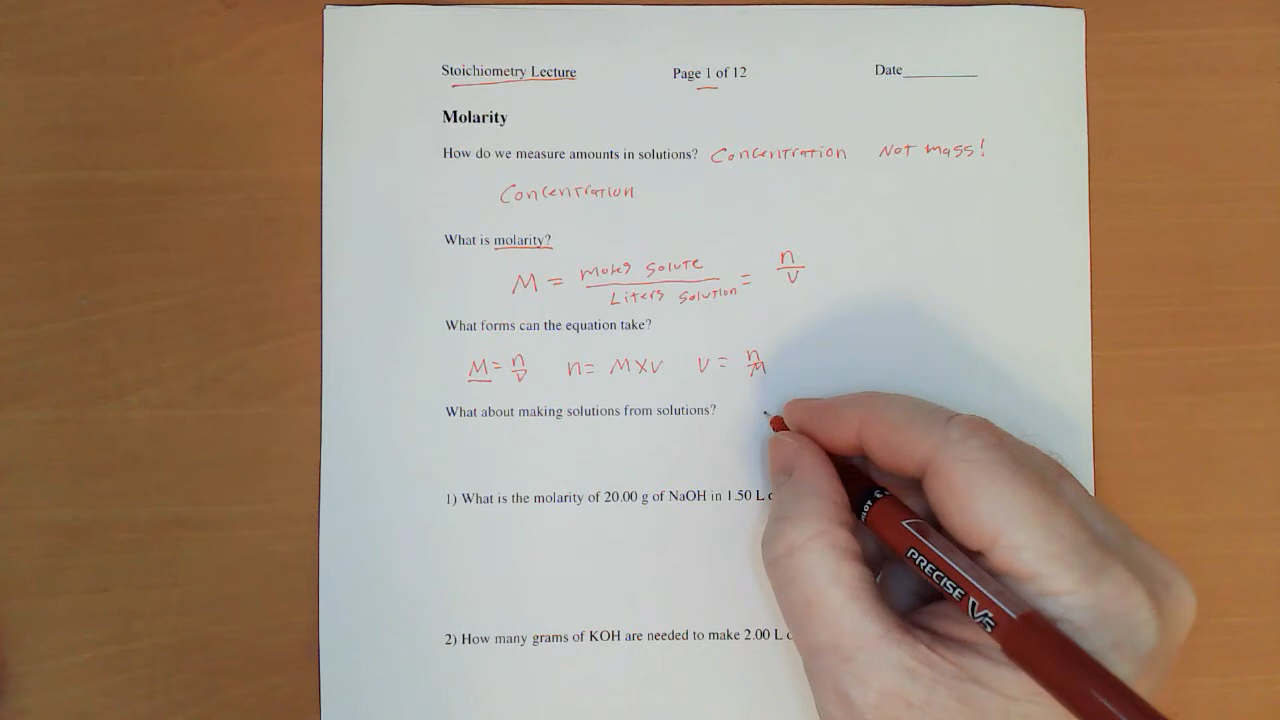 Stoichiometry Lecture Page 1 of 12 Date__________
Molarity
How do we measure amounts in solutions? Concentration Not mass!
Concentration
What is molarity?
M = moles solute / Liters solution = n / V
What forms can the equation take?
M = n / V n = M x V V = n / M
What about making solutions from solutions?
1) What is the molarity of 20.00 g of NaOH in 1.50 L
2) How many grams of KOH are needed to make 2.00 L
PRECISE V5